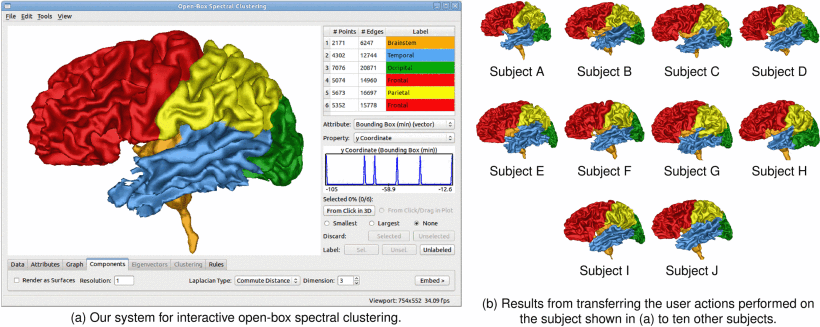 Open-Box Spectral Clustering
File Edit Tools View
# Points # Edges Label
1 2171 6247 Brainstem
2 4302 12744 Temporal
3 7076 20871 Occipital
4 5074 14960 Frontal
5 5673 16697 Parietal
6 5352 15778 Frontal
Attribute: Bounding Box (min) (vector)
Property: y Coordinate
y Coordinate (Bounding Box (min))
-105 -58.9 -12.6
Selected 0% (0/6):
From Click in 3D From Click/Drag in Plot
Smallest Largest None
Discard: Selected Unselected
Label: Sel. Unsel. Unlabeled
Data Attributes Graph Components Eigenvectors Clustering Rules
Render as Surfaces Resolution: 1 Laplacian Type: Commute Distance Dimension: 3 Embed >
Viewport: 754x552 34.09 fps
(a) Our system for interactive open-box spectral clustering.
Subject A Subject B Subject C Subject D
Subject E Subject F Subject G Subject H
Subject I Subject J
(b) Results from transferring the user actions performed on
the subject shown in (a) to ten other subjects.